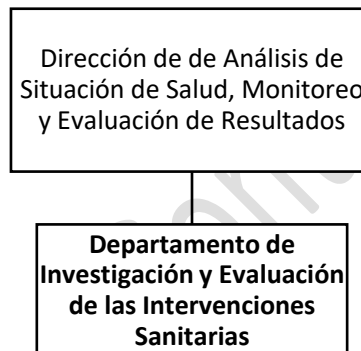 Dirección de de Análisis de
Situación de Salud, Monitoreo
y Evaluación de Resultados
Departamento de
Investigación y Evaluación
de las Intervenciones
Sanitarias